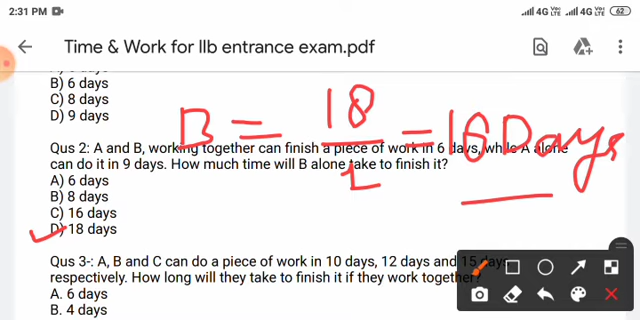 2:31 PM 4G VoLTE 4G VoLTE 62
Time & Work for llb entrance exam.pdf
B) 6 days
C) 8 days
D) 9 days
B = 18/1 = 18 Days
Qus 2: A and B, working together can finish a piece of work in 6 days, while A alone
can do it in 9 days. How much time will B alone take to finish it?
A) 6 days
B) 8 days
C) 16 days
D) 18 days
Qus 3-: A, B and C can do a piece of work in 10 days, 12 days and 15 days
respectively. How long will they take to finish it if they work together?
A. 6 days
B. 4 days